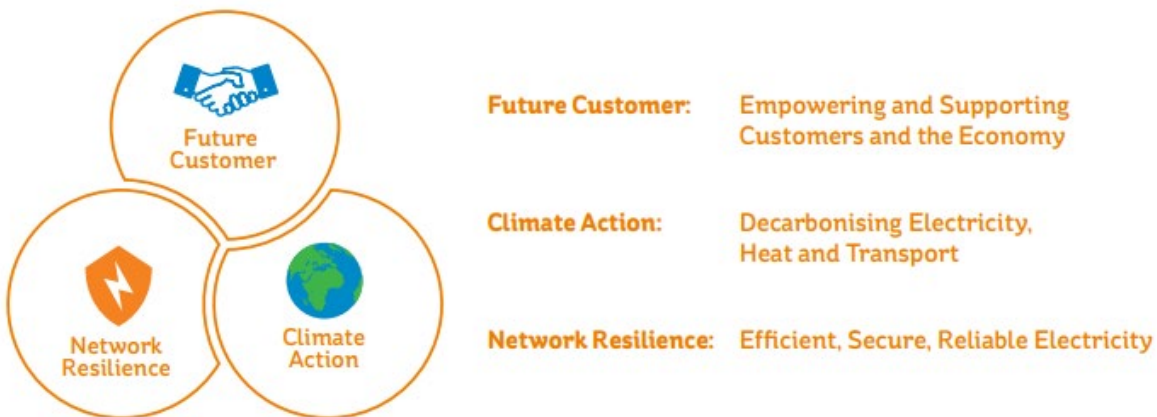 Future
Customer
Network
Resilience
Climate
Action
Future Customer: Empowering and Supporting
Customers and the Economy
Climate Action: Decarbonising Electricity,
Heat and Transport
Network Resilience: Efficient, Secure, Reliable Electricity